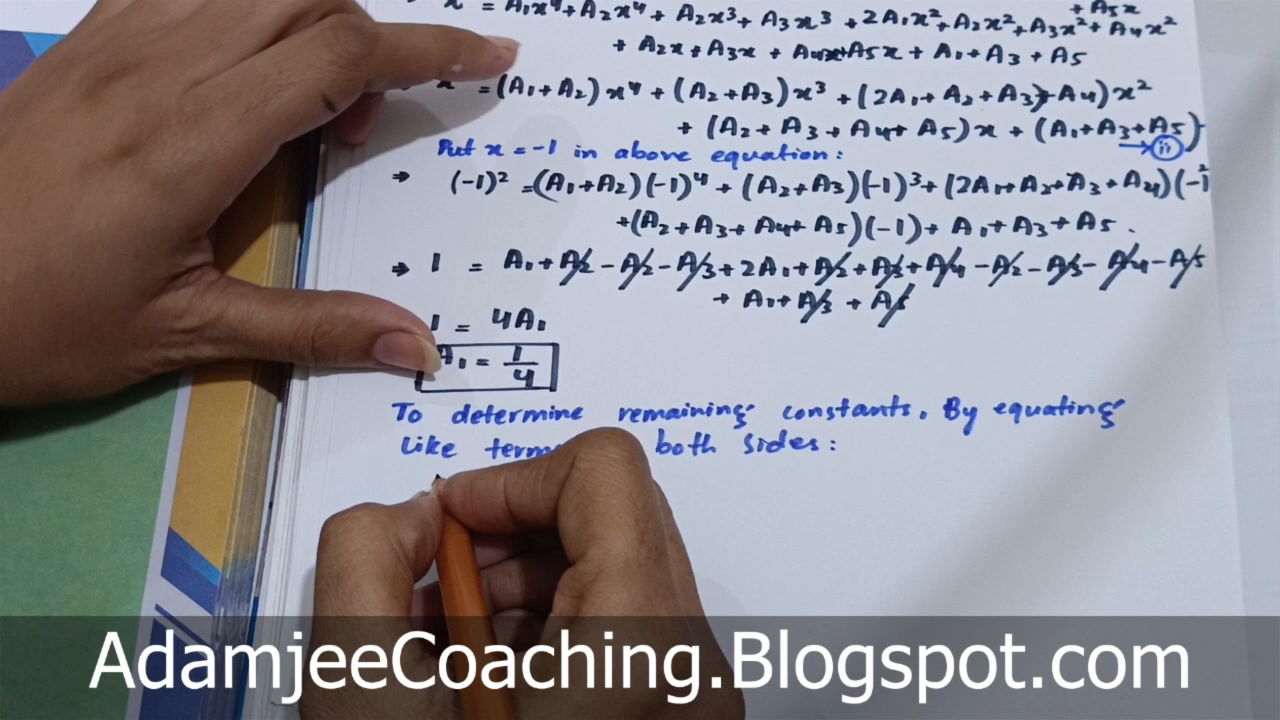 + A5x
x = A1x⁴ + A2x⁴ + A2x³ + A3x³ + 2A1x² + A2x² + A3x² + A4x²
+ A2x + A3x + A4x + A5x + A1 + A3 + A5
x = (A1 + A2)x⁴ + (A2 + A3)x³ + (2A1 + A2 + A3 + A4)x²
+ (A2 + A3 + A4 + A5)x + (A1 + A3 + A5)
→ (ii)
Put x = -1 in above equation:
⇒ (-1)² = (A1 + A2)(-1)⁴ + (A2 + A3)(-1)³ + (2A1 + A2 + A3 + A4)(-1)²
+ (A2 + A3 + A4 + A5)(-1) + A1 + A3 + A5.
⇒ 1 = A1 + A2 - A2 - A3 + 2A1 + A2 + A3 + A4 - A2 - A3 - A4 - A5
+ A1 + A3 + A5
1 = 4A1
A1 = 1/4
To determine remaining constants. By equating
Like both sides:
AdamjeeCoaching.Blogspot.com